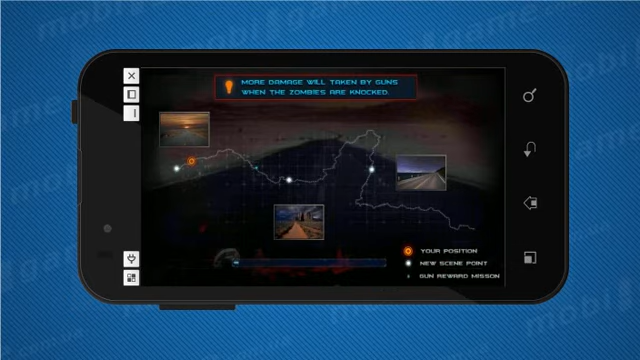 MORE DAMAGE WILL TAKEN BY GUNS
WHEN THE ZOMBIES ARE KNOCKED.
YOUR POSITION
NEW SCENE POINT
GUN REWARD MISSON